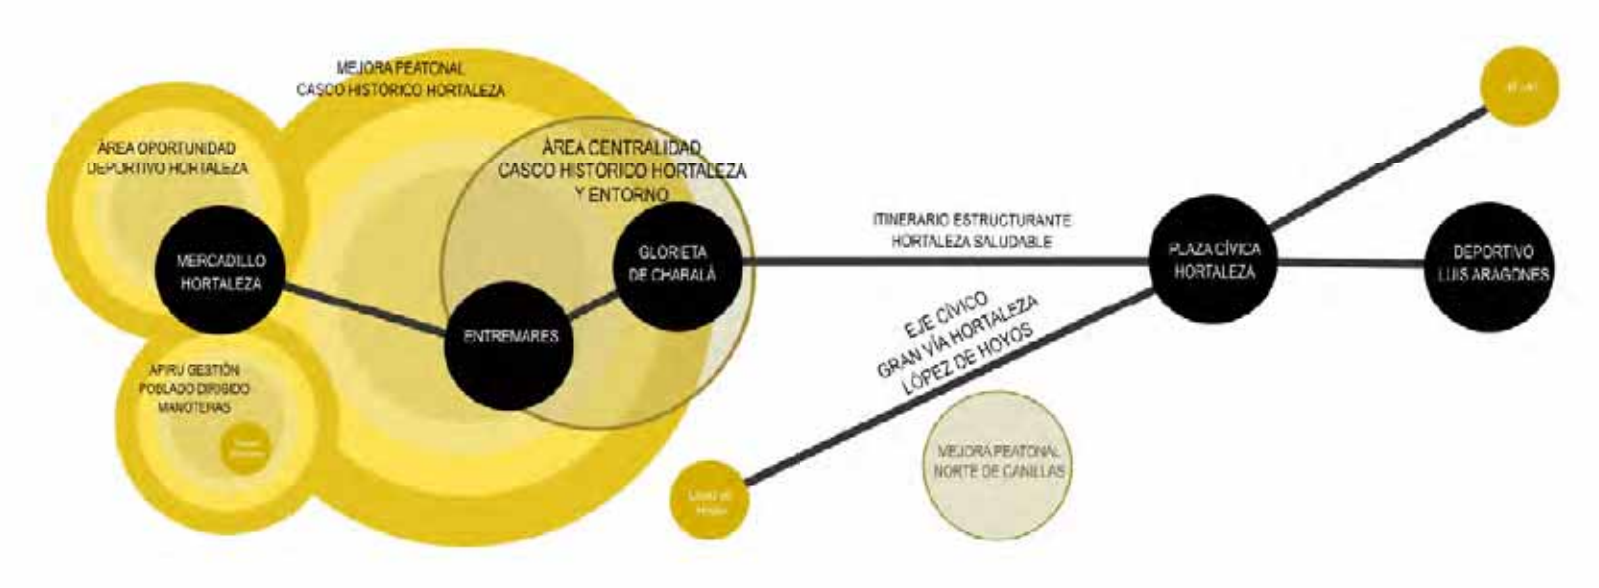 MEJORA PEATONAL
CASCO HISTÓRICO HORTALEZA
ÁREA OPORTUNIDAD
DEPORTIVO HORTALEZA
ÁREA CENTRALIDAD
CASCO HISTÓRICO HORTALEZA
Y ENTORNO
MERCADILLO
HORTALEZA
ENTREMARES
GLORIETA
DE CHARALÁ
ITINERARIO ESTRUCTURANTE
HORTALEZA SALUDABLE
PLAZA CÍVICA
HORTALEZA
DEPORTIVO
LUIS ARAGONES
EJE CÍVICO
GRAN VÍA HORTALEZA
LÓPEZ DE HOYOS
APIRU GESTIÓN
POBLADO DIRIGIDO
MANOTERAS
MEJORA PEATONAL
NORTE DE CANILLAS